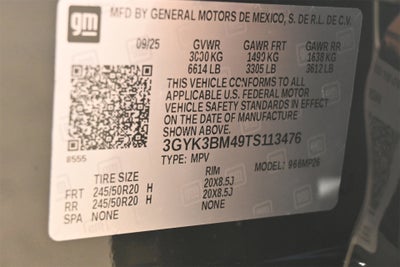 gm
MFD BY GENERAL MOTORS DE MEXICO, S. DE R.L. DE C.V.
09/25 GVWR GAWR FRT GAWR RR
3000 KG 1499 KG 1638 KG
6614 LB 3305 LB 3612 LB
THIS VEHICLE CONFORMS TO ALL
APPLICABLE U.S. FEDERAL MOTOR
VEHICLE SAFETY STANDARDS IN EFFECT
ON THE DATE OF MANUFACTURE
SHOWN ABOVE.
#555
3GYK3BM49TS113476
TYPE: MPV MODEL: 966MP26
TIRE SIZE RIM
FRT 245/50R20 H 20X8.5J
RR 245/50R20 H 20X8.5J
SPA NONE NONE